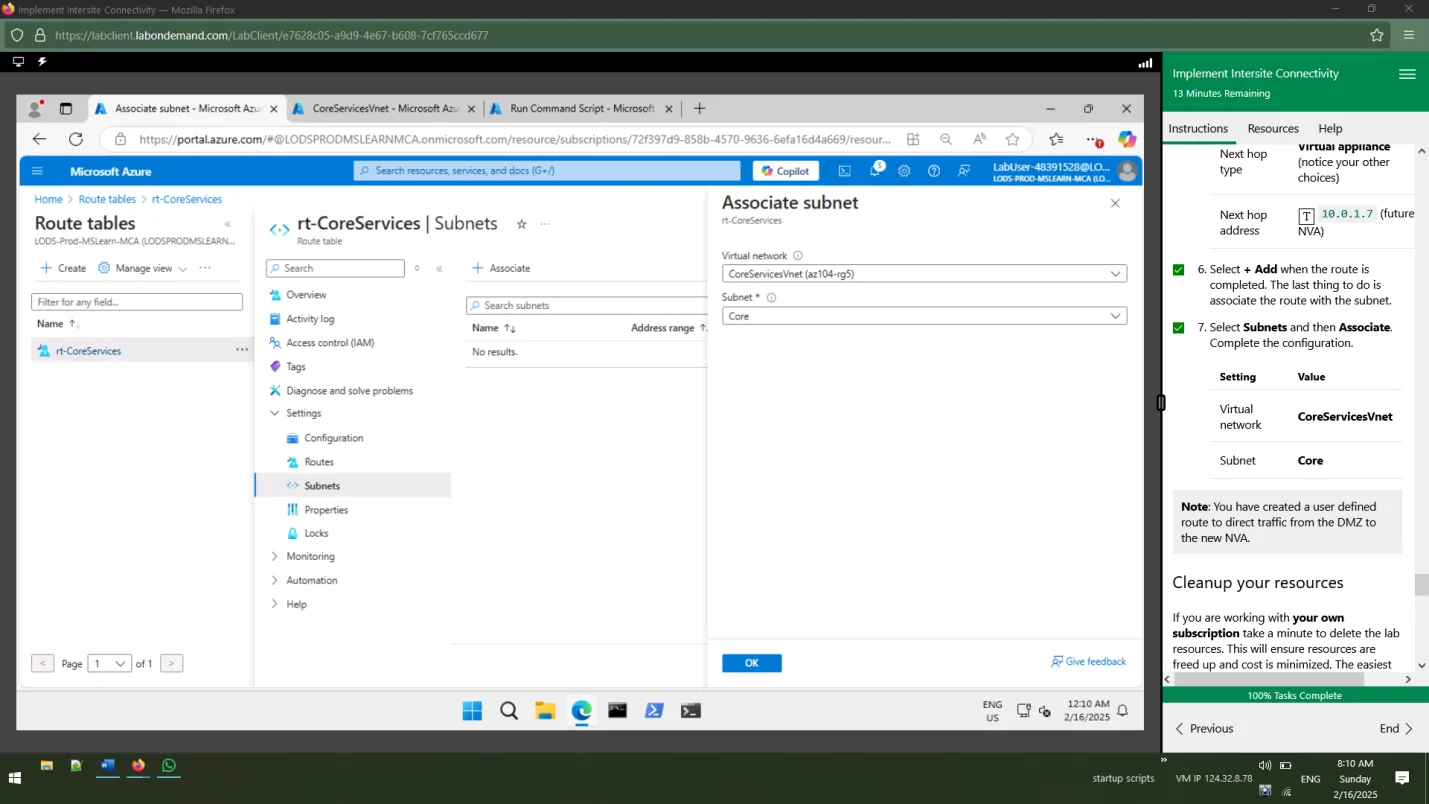 Implement Intersite Connectivity — Mozilla Firefox
https://labclient.labondemand.com/LabClient/e7628c05-a9d9-4e67-b608-7cf765ccd677
Associate subnet - Microsoft Azu
CoreServicesVnet - Microsoft Azu
Run Command Script - Microsoft
https://portal.azure.com/#@LODSPRODMSLEARNMCA.onmicrosoft.com/resource/subscriptions/72f397d9-858b-4570-9636-6efa16d4a669/resour...
Microsoft Azure
Search resources, services, and docs (G+/)
Copilot
5
LabUser-48391528@LO...
LODS-PROD-MSLEARN-MCA (LO...
Home > Route tables > rt-CoreServices
Route tables
LODS-Prod-MSLearn-MCA (LODSPRODMSLEARN...
Create
Manage view
Filter for any field...
Name ↑
rt-CoreServices
Page 1 of 1
rt-CoreServices | Subnets
Route table
Search
Overview
Activity log
Access control (IAM)
Tags
Diagnose and solve problems
Settings
Configuration
Routes
Subnets
Properties
Locks
Monitoring
Automation
Help
Associate
Search subnets
Name ↑↓ Address range ↑
No results.
Associate subnet
rt-CoreServices
Virtual network
CoreServicesVnet (az104-rg5)
Subnet *
Core
OK
Give feedback
ENG
US
12:10 AM
2/16/2025
Implement Intersite Connectivity
13 Minutes Remaining
Instructions Resources Help
Next hop type
Virtual appliance
(notice your other
choices)
Next hop address
T 10.0.1.7 (future
NVA)
6. Select + Add when the route is
completed. The last thing to do is
associate the route with the subnet.
7. Select Subnets and then Associate.
Complete the configuration.
Setting Value
Virtual network
CoreServicesVnet
Subnet Core
Note: You have created a user defined
route to direct traffic from the DMZ to
the new NVA.
Cleanup your resources
If you are working with your own
subscription take a minute to delete the lab
resources. This will ensure resources are
freed up and cost is minimized. The easiest
100% Tasks Complete
Previous End
startup scripts
VM IP 124.32.8.78
ENG
8:10 AM
Sunday
2/16/2025